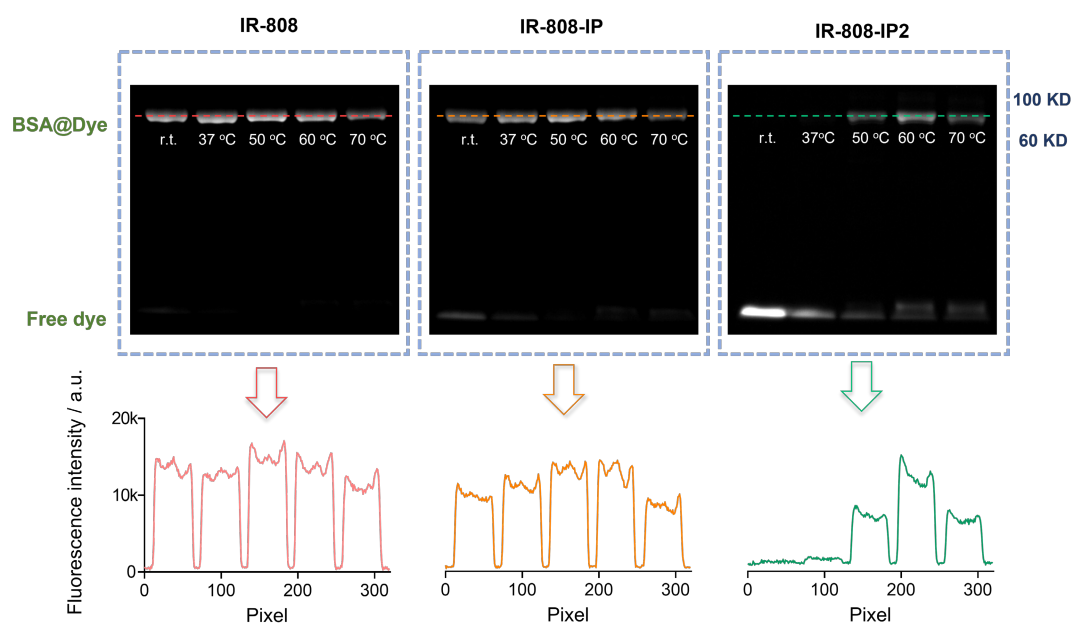 IR-808
IR-808-IP
IR-808-IP2
BSA@Dye
100 KD
60 KD
r.t. 37 °C 50 °C 60 °C 70 °C
r.t. 37 °C 50 °C 60 °C 70 °C
r.t. 37°C 50 °C 60 °C 70 °C
Free dye
Fluorescence intensity / a.u.
20k
10k
0
0 100 200 300
0 100 200 300
0 100 200 300
Pixel
Pixel
Pixel